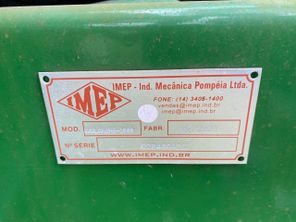 IMEP
IMEP - Ind. Mecânica Pompéia Ltda.
FONE: (14) 3405-1400
vendas@imep.ind.br
imep@imep.ind.br
MOD.
FABR.
Nº SÉRIE
WWW.IMEP.IND.BR